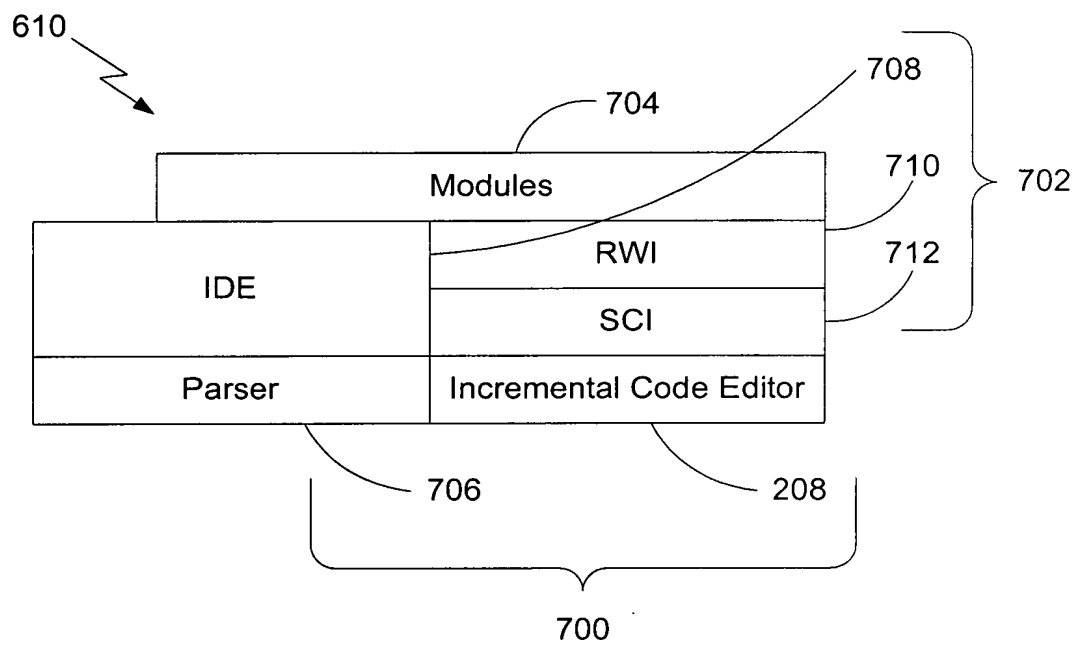 610
708
704
Modules
710
702
RWI
712
IDE
SCI
Parser
Incremental Code Editor
706
208
700